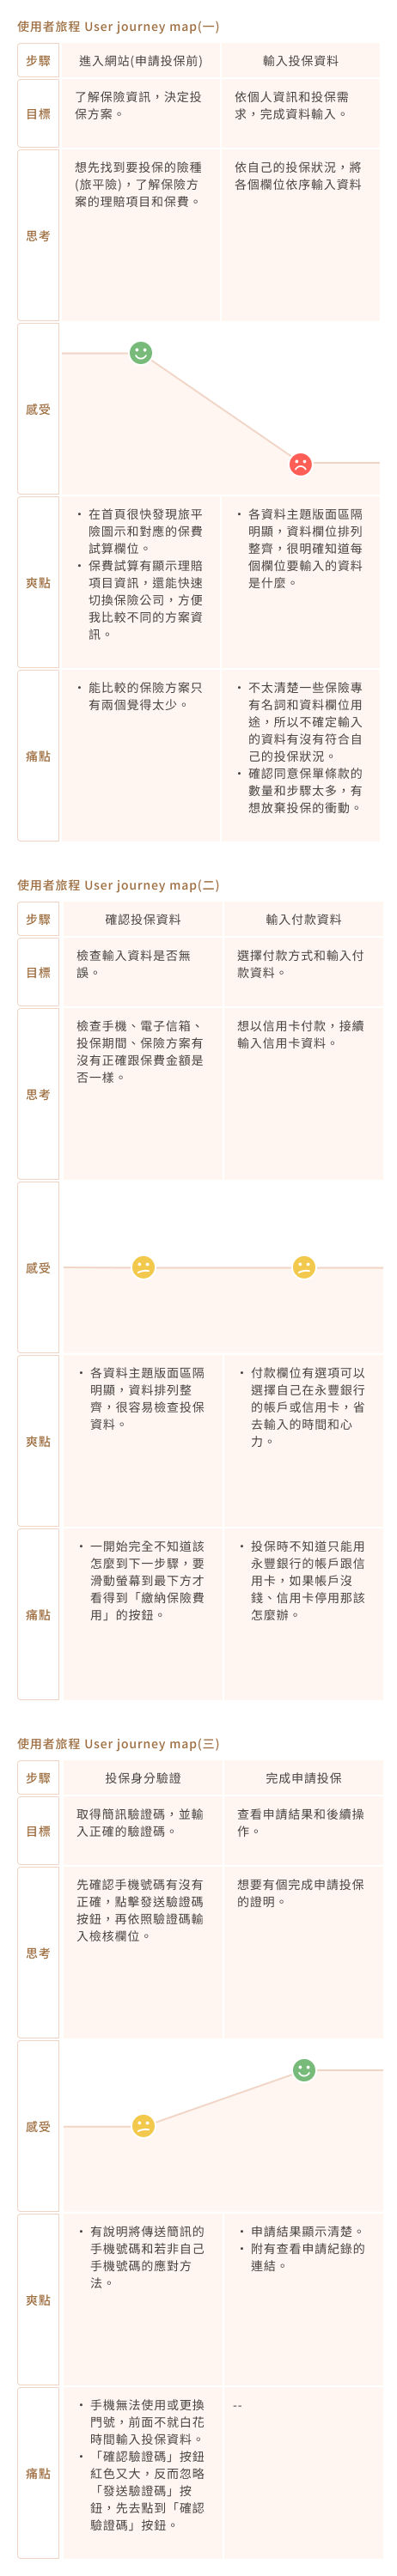 使用者旅程 User journey map(一)
步驟
進入網站(申請投保前)
輸入投保資料
目標
了解保險資訊，決定投
保方案。
依個人資訊和投保需
求，完成資料輸入。
思考
想先找到要投保的險種
(旅平險)，了解保險方
案的理賠項目和保費。
依自己的投保狀況，將
各個欄位依序輸入資料
感受
爽點
• 在首頁很快發現旅平
險圖示和對應的保費
試算欄位。
• 保費試算有顯示理賠
項目資訊，還能快速
切換保險公司，方便
我比較不同的方案資
訊。
• 各資料主題版面區隔
明顯，資料欄位排列
整齊，很明確知道每
個欄位要輸入的資料
是什麼。
痛點
• 能比較的保險方案只
有兩個覺得太少。
• 不太清楚一些保險專
有名詞和資料欄位用
途，所以不確定輸入
的資料有沒有符合自
己的投保狀況。
• 確認同意保單條款的
數量和步驟太多，有
想放棄投保的衝動。
使用者旅程 User journey map(二)
步驟
確認投保資料
輸入付款資料
目標
檢查輸入資料是否無
誤。
選擇付款方式和輸入付
款資料。
思考
檢查手機、電子信箱、
投保期間、保險方案有
沒有正確跟保費金額是
否一樣。
想以信用卡付款，接續
輸入信用卡資料。
感受
爽點
• 各資料主題版面區隔
明顯，資料排列整
齊，很容易檢查投保
資料。
• 付款欄位有選項可以
選擇自己在永豐銀行
的帳戶或信用卡，省
去輸入的時間和心
力。
痛點
• 一開始完全不知道該
怎麼到下一步驟，要
滑動螢幕到最下方才
看得到「繳納保險費
用」的按鈕。
• 投保時不知道只能用
永豐銀行的帳戶跟信
用卡，如果帳戶沒
錢、信用卡停用那該
怎麼辦。
使用者旅程 User journey map(三)
步驟
投保身分驗證
完成申請投保
目標
取得簡訊驗證碼，並輸
入正確的驗證碼。
查看申請結果和後續操
作。
思考
先確認手機號碼有沒有
正確，點擊發送驗證碼
按鈕，再依照驗證碼輸
入檢核欄位。
想要有個完成申請投保
的證明。
感受
爽點
• 有說明將傳送簡訊的
手機號碼和若非自己
手機號碼的應對方
法。
• 申請結果顯示清楚。
• 附有查看申請紀錄的
連結。
痛點
• 手機無法使用或更換
門號，前面不就白花
時間輸入投保資料。
• 「確認驗證碼」按鈕
紅色又大，反而忽略
「發送驗證碼」按
鈕，先去點到「確認
驗證碼」按鈕。
--